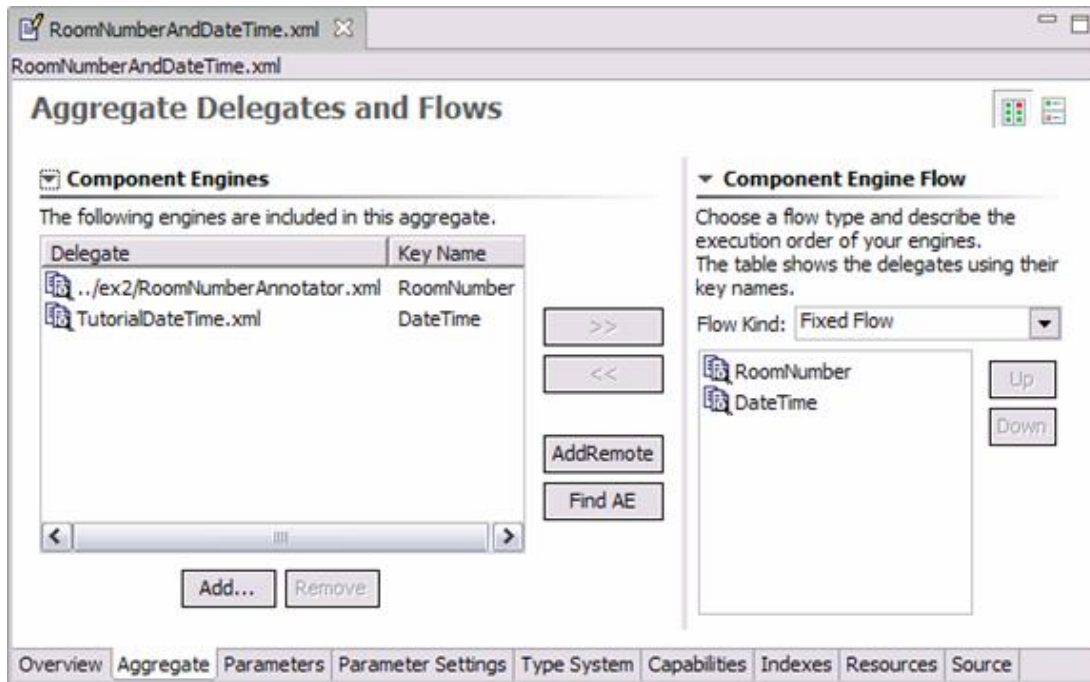 RoomNumberAndDateTime.xml
RoomNumberAndDateTime.xml
Aggregate Delegates and Flows
Component Engines
The following engines are included in this aggregate.
Delegate Key Name
../ex2/RoomNumberAnnotator.xml RoomNumber
TutorialDateTime.xml DateTime
>>
<<
AddRemote
Find AE
Add... Remove
Component Engine Flow
Choose a flow type and describe the
execution order of your engines.
The table shows the delegates using their
key names.
Flow Kind: Fixed Flow
RoomNumber
DateTime
Up
Down
Overview Aggregate Parameters Parameter Settings Type System Capabilities Indexes Resources Source